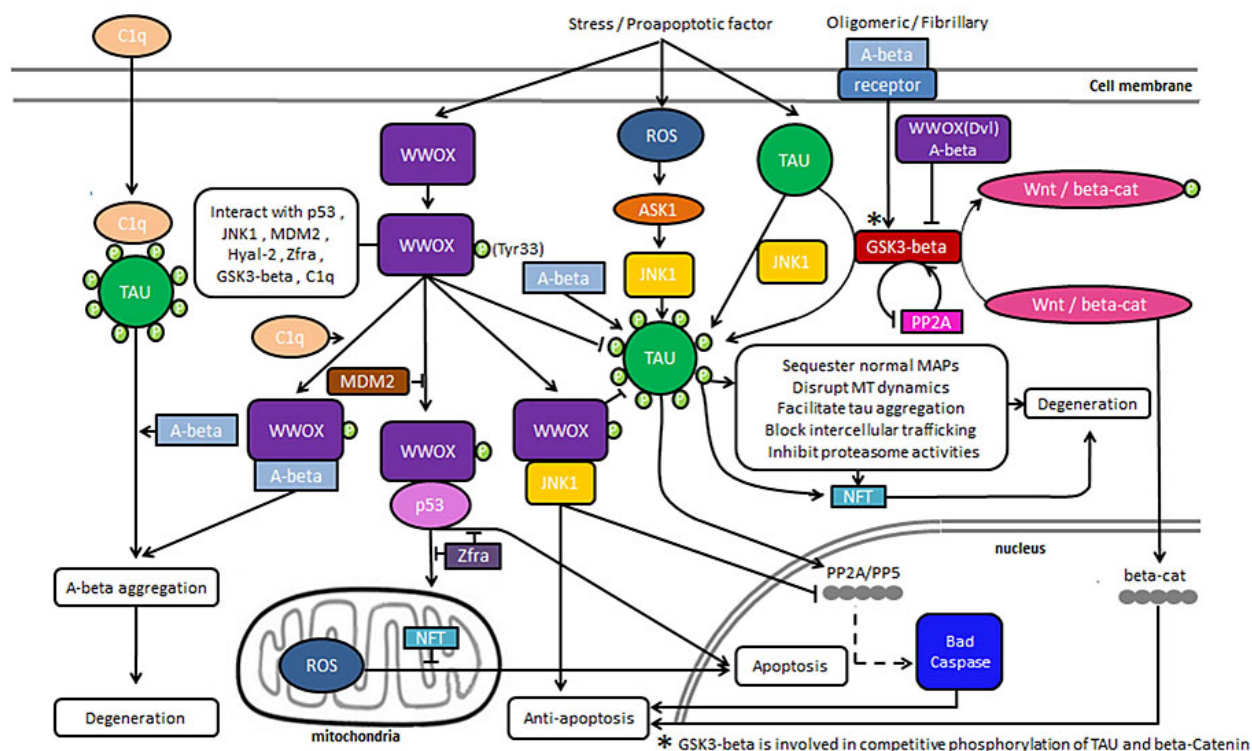 Stress / Proapoptotic factor
Oligomeric / Fibrillary
C1q
A-beta
receptor
Cell membrane
WWOX
ROS
TAU
WWOX(Dvl)
A-beta
Wnt / beta-cat
P
C1q
Interact with p53 ,
JNK1 , MDM2 ,
Hyal-2 , Zfra ,
GSK3-beta , C1q
WWOX
P
(Tyr33)
ASK1
*
GSK3-beta
P
P
P
P
P
P
P
P
TAU
A-beta
JNK1
JNK1
PP2A
Wnt / beta-cat
C1q
P
P
P
P
P
P
P
P
TAU
MDM2
Sequester normal MAPs
Disrupt MT dynamics
Facilitate tau aggregation
Block intercellular trafficking
Inhibit proteasome activities
Degeneration
A-beta
WWOX
P
A-beta
WWOX
P
p53
WWOX
P
JNK1
NFT
Zfra
nucleus
A-beta aggregation
PP2A/PP5
beta-cat
NFT
ROS
Apoptosis
Bad
Caspase
Degeneration
mitochondria
Anti-apoptosis
* GSK3-beta is involved in competitive phosphorylation of TAU and beta-Catenin